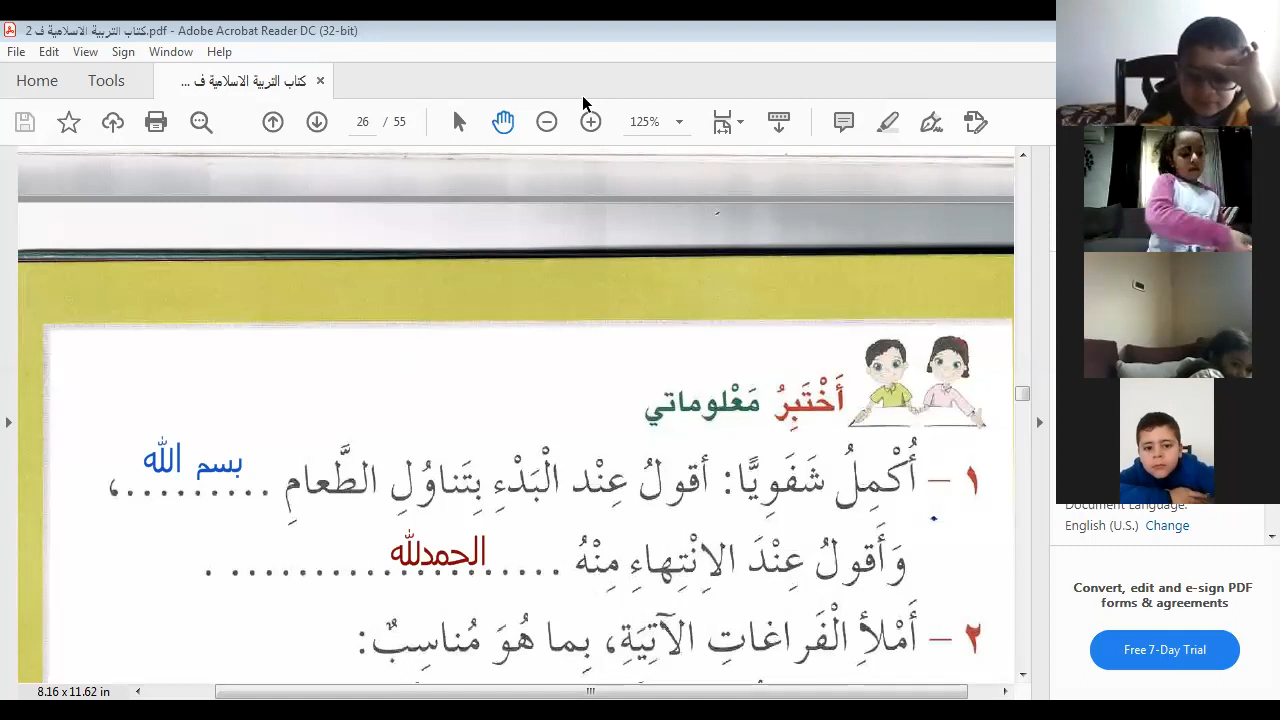 كتاب التربية الاسلامية ف 2.pdf - Adobe Acrobat Reader DC (32-bit)
File Edit View Sign Window Help
Home Tools كتاب التربية الاسلامية ف ... ×
26 / 55 125%
أَخْتَبِرُ مَعْلوماتي
١ – أُكْمِلُ شَفَوِيًّا: أقولُ عِنْد الْبَدْءِ بِتَناوُلِ الطَّعامِ ..........،
بسم الله
وَأَقولُ عِنْدَ الاِنْتِهاءِ مِنْهُ ..................... .
الحمدلله
٢ – أَمْلأُ الْفَراغاتِ الآتِيَةِ، بِما هُوَ مُناسِبٌ:
8.16 x 11.62 in
Document Language:
English (U.S.) Change
Convert, edit and e-sign PDF
forms & agreements
Free 7-Day Trial